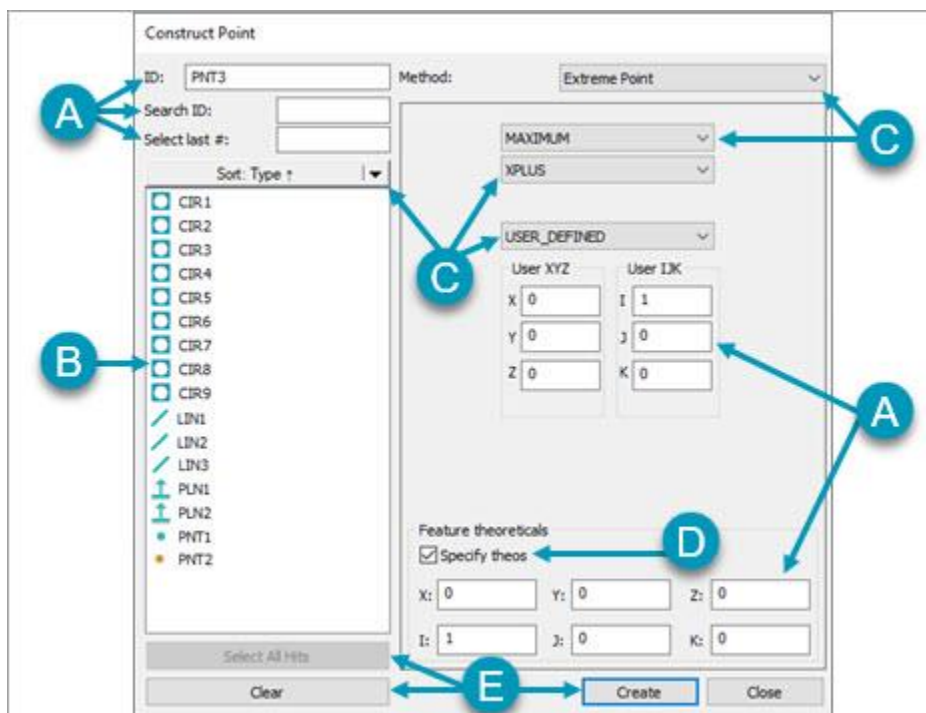 Construct Point
ID: PNT3 Method: Extreme Point
A
Search ID:
Select last #:
C
MAXIMUM
Sort: Type ↑
XPLUS
CIR1
CIR2
USER_DEFINED
CIR3
C
User XYZ User IJK
CIR4
X 0 I 1
CIR5
CIR6
Y 0 J 0
CIR7
B
CIR8
Z 0 K 0
CIR9
A
LIN1
LIN2
LIN3
PLN1
PLN2
Feature theoreticals
PNT1
D
Specify theos
PNT2
X: 0 Y: 0 Z: 0
I: 1 J: 0 K: 0
Select All Hits
E
Clear Create Close